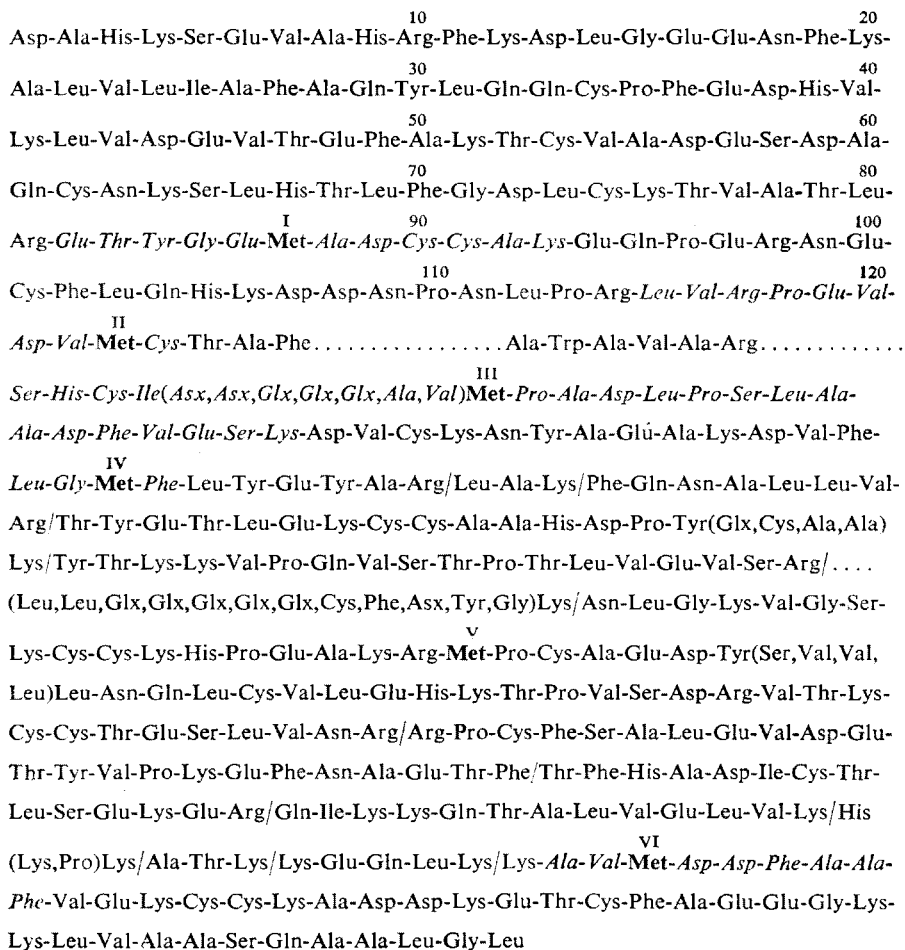 10 20
Asp-Ala-His-Lys-Ser-Glu-Val-Ala-His-Arg-Phe-Lys-Asp-Leu-Gly-Glu-Glu-Asn-Phe-Lys-
30 40
Ala-Leu-Val-Leu-Ile-Ala-Phe-Ala-Gln-Tyr-Leu-Gln-Gln-Cys-Pro-Phe-Glu-Asp-His-Val-
50 60
Lys-Leu-Val-Asp-Glu-Val-Thr-Glu-Phe-Ala-Lys-Thr-Cys-Val-Ala-Asp-Glu-Ser-Asp-Ala-
70 80
Gln-Cys-Asn-Lys-Ser-Leu-His-Thr-Leu-Phe-Gly-Asp-Leu-Cys-Lys-Thr-Val-Ala-Thr-Leu-
I 90 100
Arg-Glu-Thr-Tyr-Gly-Glu-Met-Ala-Asp-Cys-Cys-Ala-Lys-Glu-Gln-Pro-Glu-Arg-Asn-Glu-
110 120
Cys-Phe-Leu-Gln-His-Lys-Asp-Asp-Asn-Pro-Asn-Leu-Pro-Arg-Leu-Val-Arg-Pro-Glu-Val-
II
Asp-Val-Met-Cys-Thr-Ala-Phe..................Ala-Trp-Ala-Val-Ala-Arg.............
III
Ser-His-Cys-Ile(Asx,Asx,Glx,Glx,Glx,Ala,Val)Met-Pro-Ala-Asp-Leu-Pro-Ser-Leu-Ala-
Ala-Asp-Phe-Val-Glu-Ser-Lys-Asp-Val-Cys-Lys-Asn-Tyr-Ala-Glu-Ala-Lys-Asp-Val-Phe-
IV
Leu-Gly-Met-Phe-Leu-Tyr-Glu-Tyr-Ala-Arg/Leu-Ala-Lys/Phe-Gln-Asn-Ala-Leu-Leu-Val-
Arg/Thr-Tyr-Glu-Thr-Leu-Glu-Lys-Cys-Cys-Ala-Ala-His-Asp-Pro-Tyr(Glx,Cys,Ala,Ala)
Lys/Tyr-Thr-Lys-Lys-Val-Pro-Gln-Val-Ser-Thr-Pro-Thr-Leu-Val-Glu-Val-Ser-Arg/....
(Leu,Leu,Glx,Glx,Glx,Glx,Glx,Cys,Phe,Asx,Tyr,Gly)Lys/Asn-Leu-Gly-Lys-Val-Gly-Ser-
V
Lys-Cys-Cys-Lys-His-Pro-Glu-Ala-Lys-Arg-Met-Pro-Cys-Ala-Glu-Asp-Tyr(Ser,Val,Val,
Leu)Leu-Asn-Gln-Leu-Cys-Val-Leu-Glu-His-Lys-Thr-Pro-Val-Ser-Asp-Arg-Val-Thr-Lys-
Cys-Cys-Thr-Glu-Ser-Leu-Val-Asn-Arg/Arg-Pro-Cys-Phe-Ser-Ala-Leu-Glu-Val-Asp-Glu-
Thr-Tyr-Val-Pro-Lys-Glu-Phe-Asn-Ala-Glu-Thr-Phe/Thr-Phe-His-Ala-Asp-Ile-Cys-Thr-
Leu-Ser-Glu-Lys-Glu-Arg/Gln-Ile-Lys-Lys-Gln-Thr-Ala-Leu-Val-Glu-Leu-Val-Lys/His
VI
(Lys,Pro)Lys/Ala-Thr-Lys/Lys-Glu-Gln-Leu-Lys/Lys-Ala-Val-Met-Asp-Asp-Phe-Ala-Ala-
Phe-Val-Glu-Lys-Cys-Cys-Lys-Ala-Asp-Asp-Lys-Glu-Thr-Cys-Phe-Ala-Glu-Glu-Gly-Lys-
Lys-Leu-Val-Ala-Ala-Ser-Gln-Ala-Ala-Leu-Gly-Leu